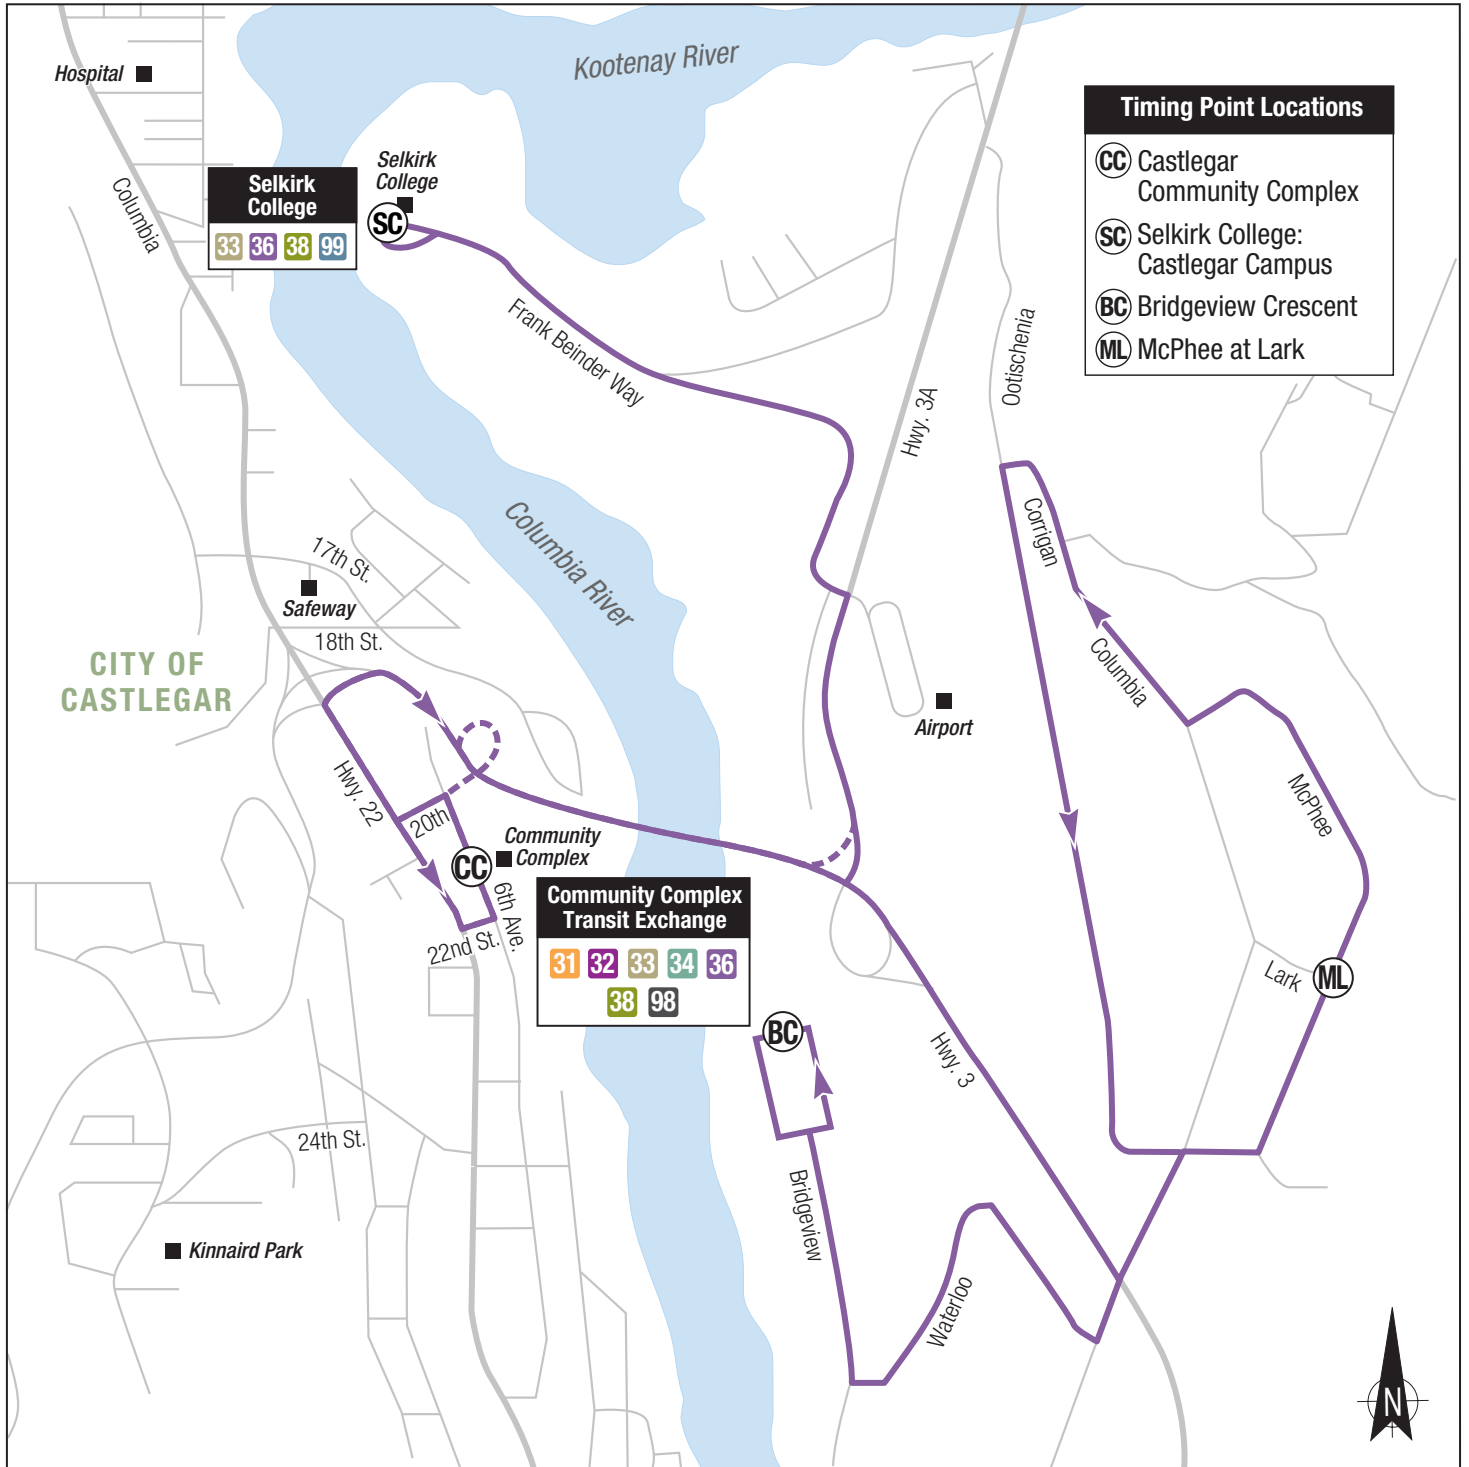 Kootenay River
Hospital
Timing Point Locations
CC Castlegar
Community Complex
SC Selkirk College:
Castlegar Campus
BC Bridgeview Crescent
ML McPhee at Lark
Selkirk
College
SC
Selkirk
College
33 36 38 99
Columbia
Frank Beinder Way
Hwy. 3A
Ootischenia
Corrigan
Columbia River
17th St.
Safeway
18th St.
CITY OF
CASTLEGAR
Columbia
Airport
Hwy. 22
20th
McPhee
Community
Complex
CC
6th Ave.
22nd St.
Community Complex
Transit Exchange
31 32 33 34 36
38 98
Lark
ML
BC
Hwy. 3
24th St.
Bridgeview
Kinnaird Park
Waterloo
N